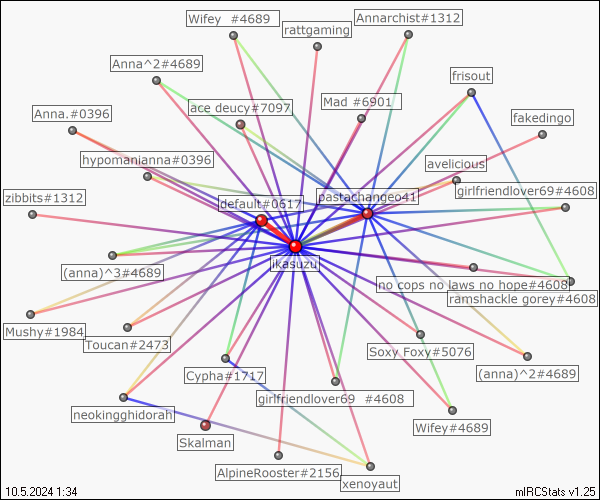 Wifey  #4689
Annarchist#1312
rattgaming
Anna^2#4689
frisout
ace deucy#7097
Mad #6901
Anna.#0396
fakedingo
hypomanianna#0396
avelicious
zibbits#1312
default#0617
pastachangeo41
girlfriendlover69#4608
(anna)^3#4689
ikasuzu
no cops no laws no hope#4608
ramshackle gorey#4608
Mushy#1984
Toucan#2473
Soxy Foxy#5076
Cypha#1717
(anna)^2#4689
neokingghidorah
girlfriendlover69  #4608
Skalman
Wifey#4689
AlpineRooster#2156
xenoyaut
10.5.2024 1:34
mIRCStats v1.25